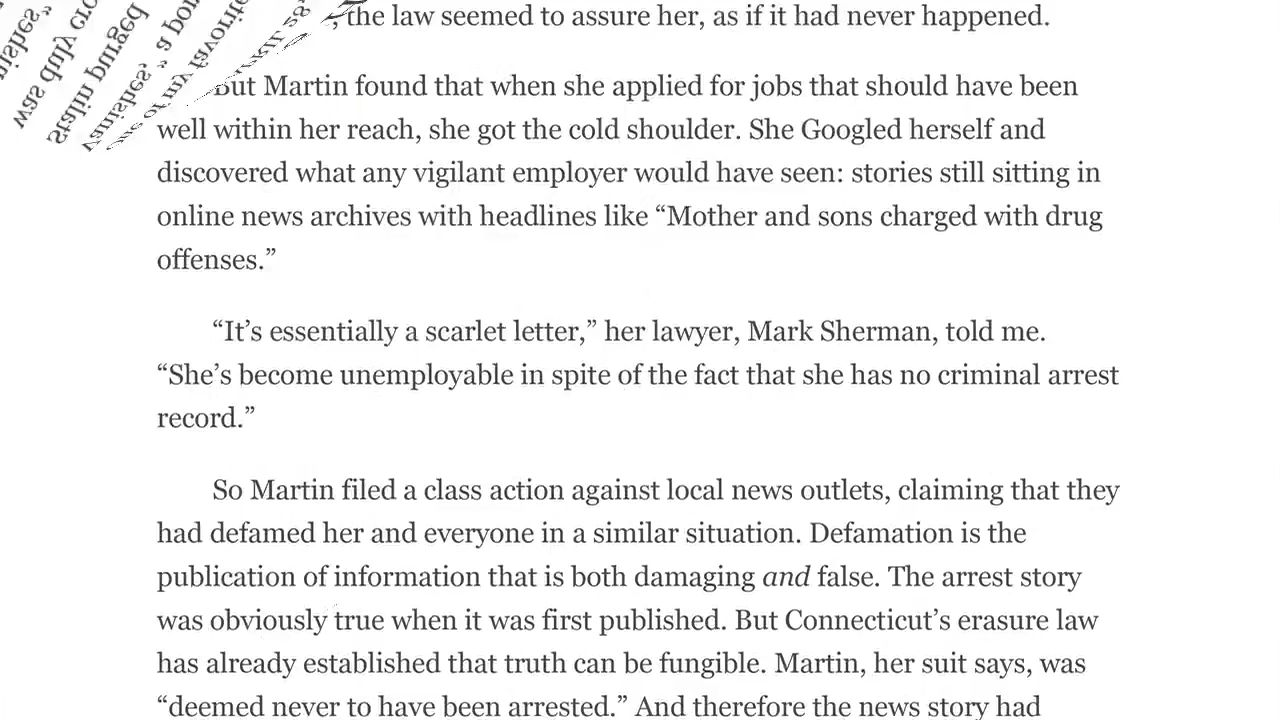 the law seemed to assure her, as if it had never happened.
But Martin found that when she applied for jobs that should have been
well within her reach, she got the cold shoulder. She Googled herself and
discovered what any vigilant employer would have seen: stories still sitting in
online news archives with headlines like “Mother and sons charged with drug
offenses.”
“It’s essentially a scarlet letter,” her lawyer, Mark Sherman, told me.
“She’s become unemployable in spite of the fact that she has no criminal arrest
record.”
So Martin filed a class action against local news outlets, claiming that they
had defamed her and everyone in a similar situation. Defamation is the
publication of information that is both damaging and false. The arrest story
was obviously true when it was first published. But Connecticut’s erasure law
has already established that truth can be fungible. Martin, her suit says, was
“deemed never to have been arrested.” And therefore the news story had